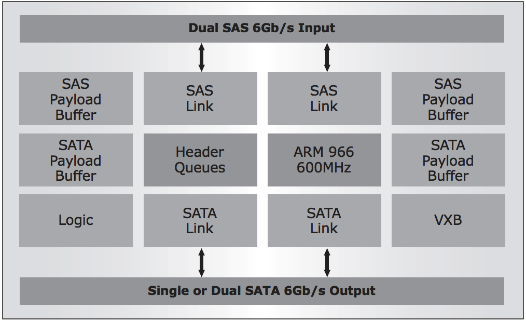 Dual SAS 6Gb/s Input
SAS
Payload
Buffer
SAS
Link
SAS
Link
SAS
Payload
Buffer
SATA
Payload
Buffer
Header
Queues
ARM 966
600MHz
SATA
Payload
Buffer
Logic
SATA
Link
SATA
Link
VXB
Single or Dual SATA 6Gb/s Output